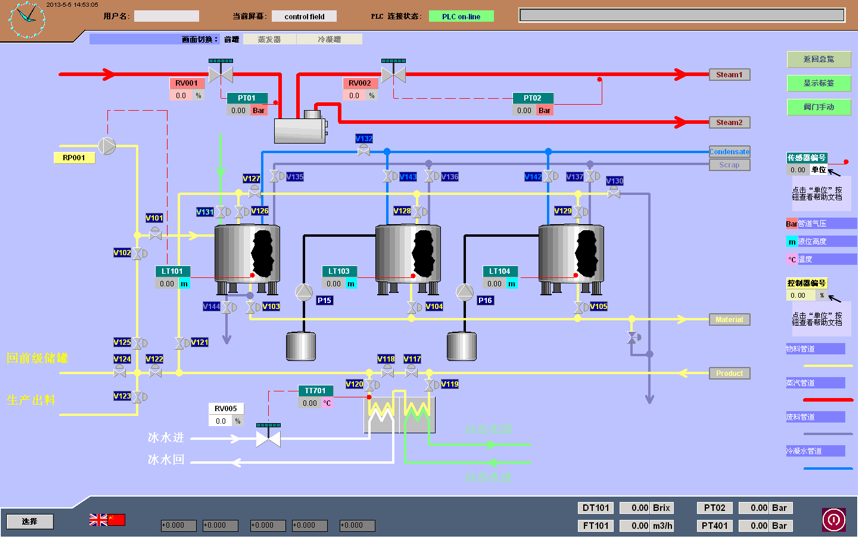 2013-5-5 14:53:05
用户名: 当前屏幕: control field PLC 连接状态: PLC on-line
画面切换: 前罐 蒸发器 冷凝罐
返回总览
显示标签
阀门手动
RV001
0.0 %
PT01
0.00 Bar
RV002
0.0 %
PT02
0.00 Bar
Steam1
Steam2
RP001
V132
Condensate
Scrap
V127
V135
V143
V136
V142
V137
V130
V131
V126
V128
V129
V101
V102
LT101
0.00 m
LT103
0.00 m
LT104
0.00 m
V144
V103
P15
V104
P16
V105
Material
传感器编号
0.00 单位
点击“单位”按
钮查看帮助文档
Bar 管道气压
m 液位高度
°C 温度
控制器编号
0.00 %
点击“单位”按
钮查看帮助文档
物料管道
蒸汽管道
废料管道
冷凝水管道
V125
V121
回前级储罐
V124
V122
V118
V117
Product
V120
V119
生产出料
V123
TT701
0.00 °C
RV005
0.0 %
冰水进
冰水回
选择
+0.000 +0.000 +0.000 +0.000 +0.000
DT101 0.00 Brix PT02 0.00 Bar
FT101 0.00 m3/h PT401 0.00 Bar